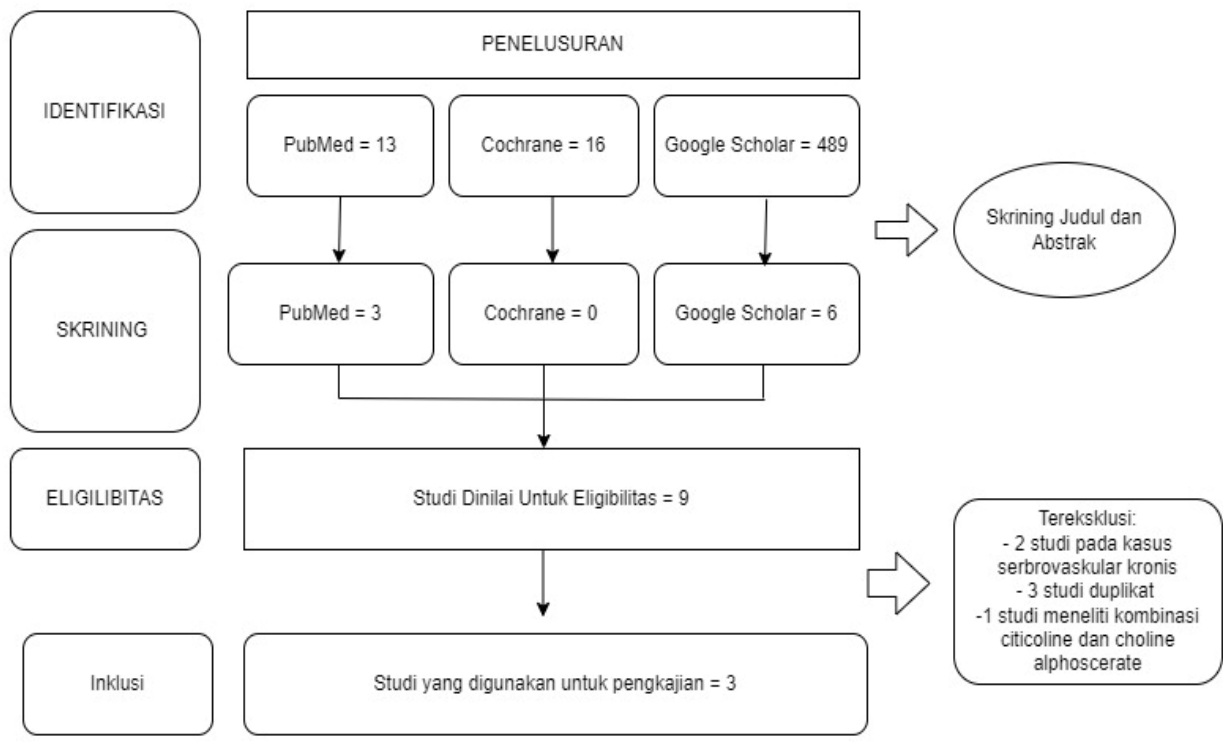 IDENTIFIKASI
PENELUSURAN
PubMed = 13
Cochrane = 16
Google Scholar = 489
Skrining Judul dan
Abstrak
SKRINING
PubMed = 3
Cochrane = 0
Google Scholar = 6
ELIGILIBITAS
Studi Dinilai Untuk Eligibilitas = 9
Tereksklusi:
- 2 studi pada kasus
serbrovaskular kronis
- 3 studi duplikat
-1 studi meneliti kombinasi
citicoline dan choline
alphoscerate
Inklusi
Studi yang digunakan untuk pengkajian = 3